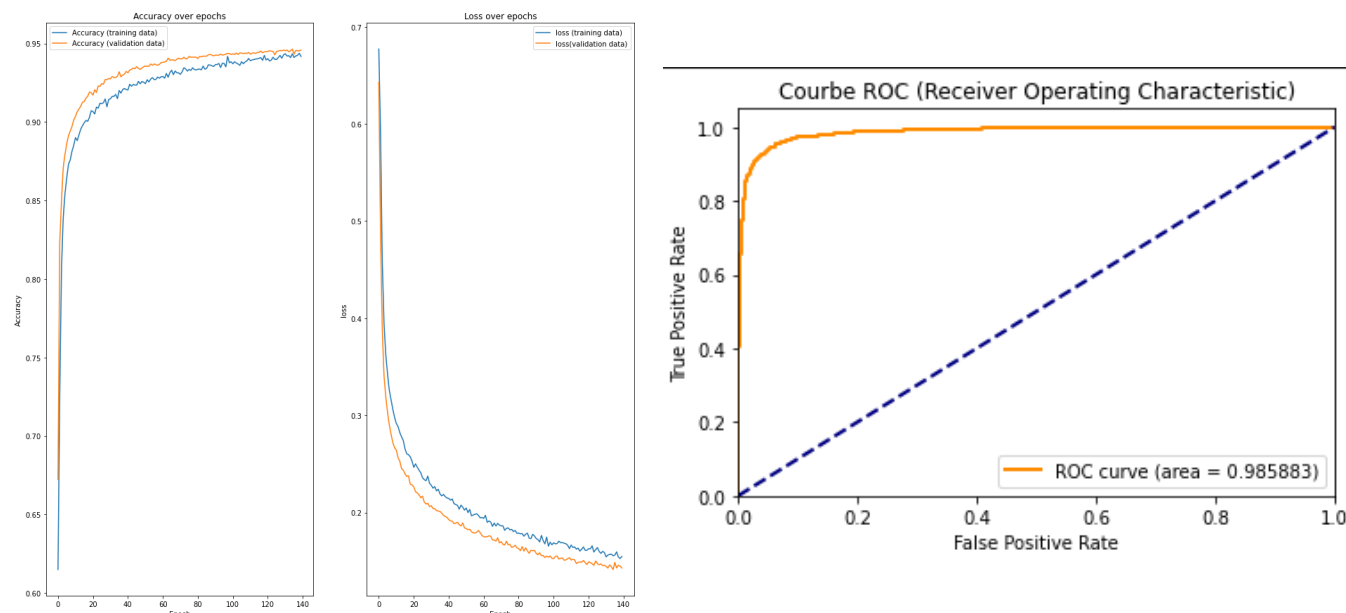 Accuracy over epochs
Accuracy (training data)
Accuracy (validation data)
0.95
0.90
0.85
0.80
0.75
0.70
0.65
0.60
Accuracy
0 20 40 60 80 100 120 140
Epoch
Loss over epochs
loss (training data)
loss(validation data)
0.7
0.6
0.5
0.4
0.3
0.2
loss
0 20 40 60 80 100 120 140
Epoch
Courbe ROC (Receiver Operating Characteristic)
1.0
0.8
0.6
0.4
0.2
0.0
True Positive Rate
ROC curve (area = 0.985883)
0.0 0.2 0.4 0.6 0.8 1.0
False Positive Rate